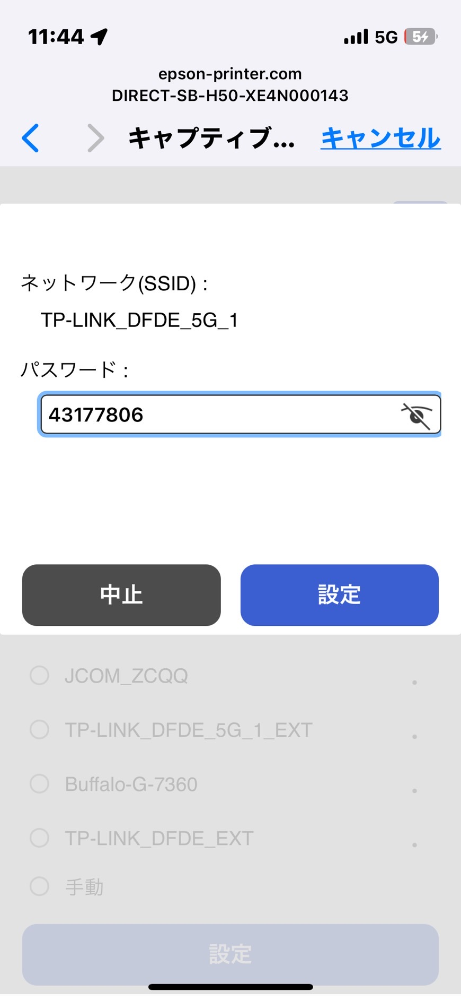 11:44
5G
5
epson-printer.com
DIRECT-SB-H50-XE4N000143
キャプティブ...
キャンセル
ネットワーク(SSID) :
TP-LINK_DFDE_5G_1
パスワード :
43177806
中止
設定
JCOM_ZCQQ
TP-LINK_DFDE_5G_1_EXT
Buffalo-G-7360
TP-LINK_DFDE_EXT
手動
設定